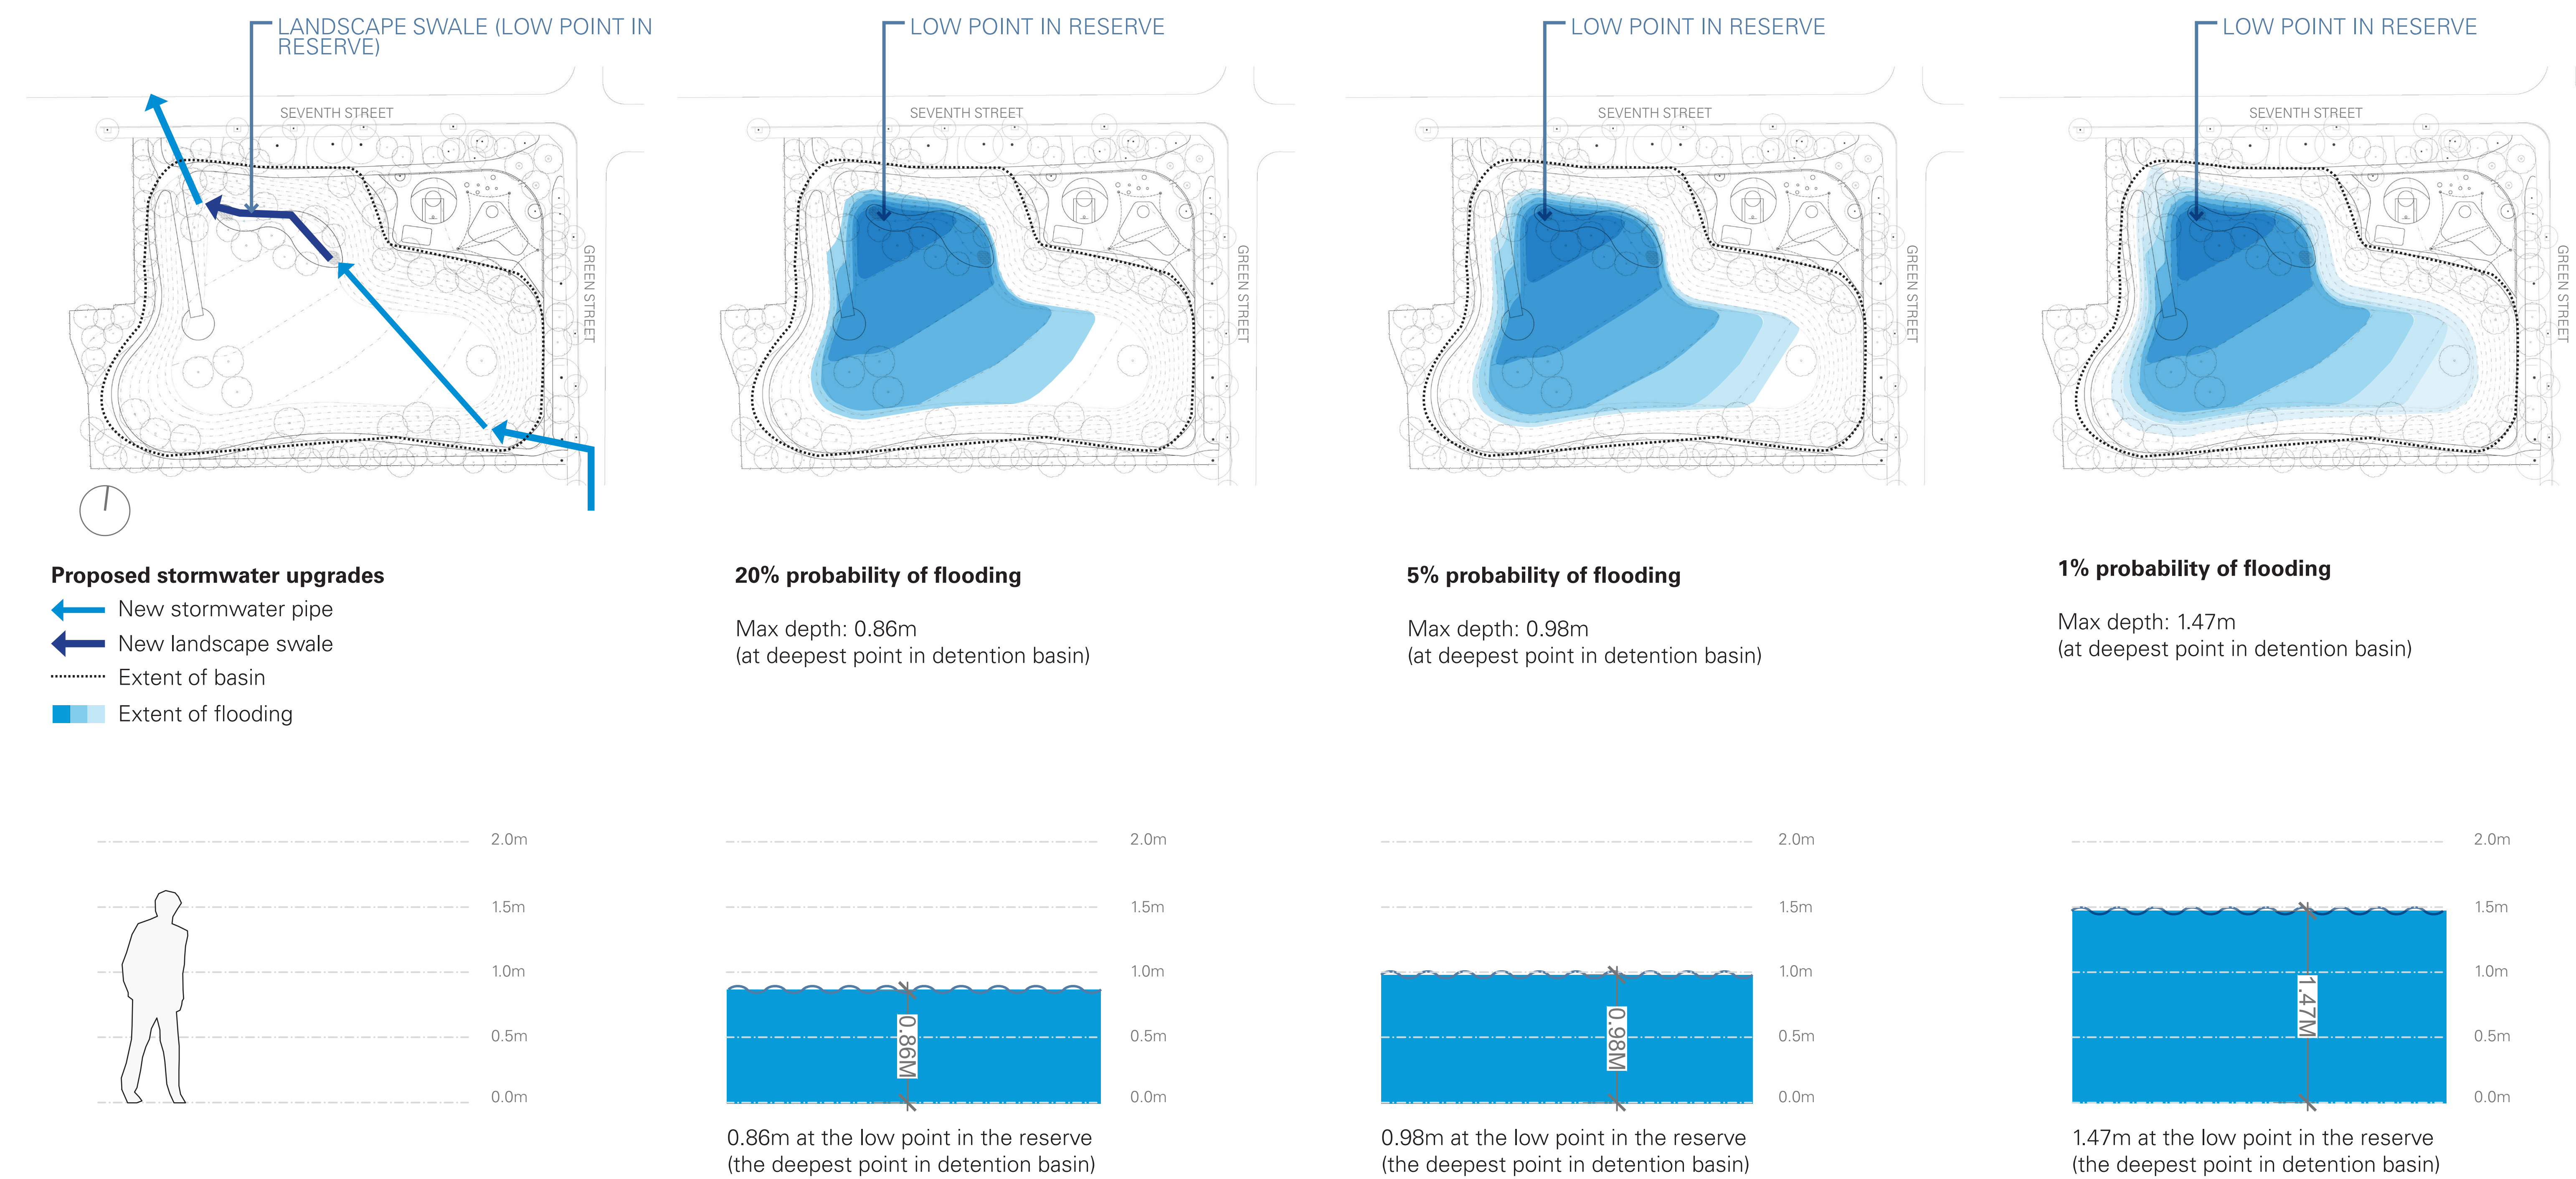 LANDSCAPE SWALE (LOW POINT IN
RESERVE)
SEVENTH STREET
GREEN STREET
LOW POINT IN RESERVE
SEVENTH STREET
GREEN STREET
LOW POINT IN RESERVE
SEVENTH STREET
GREEN STREET
LOW POINT IN RESERVE
SEVENTH STREET
GREEN STREET
Proposed stormwater upgrades
New stormwater pipe
New landscape swale
Extent of basin
Extent of flooding
20% probability of flooding
Max depth: 0.86m
(at deepest point in detention basin)
5% probability of flooding
Max depth: 0.98m
(at deepest point in detention basin)
1% probability of flooding
Max depth: 1.47m
(at deepest point in detention basin)
2.0m
1.5m
1.0m
0.5m
0.0m
2.0m
1.5m
1.0m
0.5m
0.0m
0.86M
0.86m at the low point in the reserve
(the deepest point in detention basin)
2.0m
1.5m
1.0m
0.5m
0.0m
0.98M
0.98m at the low point in the reserve
(the deepest point in detention basin)
2.0m
1.5m
1.0m
0.5m
0.0m
1.47M
1.47m at the low point in the reserve
(the deepest point in detention basin)